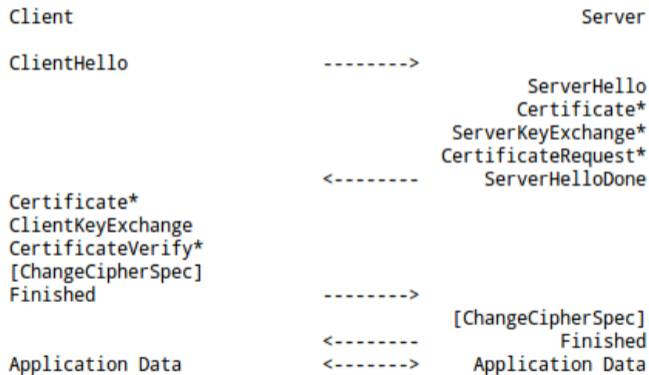 Client Server
ClientHello -------->
ServerHello
Certificate*
ServerKeyExchange*
CertificateRequest*
<-------- ServerHelloDone
Certificate*
ClientKeyExchange
CertificateVerify*
[ChangeCipherSpec]
Finished -------->
[ChangeCipherSpec]
<-------- Finished
Application Data <-------> Application Data